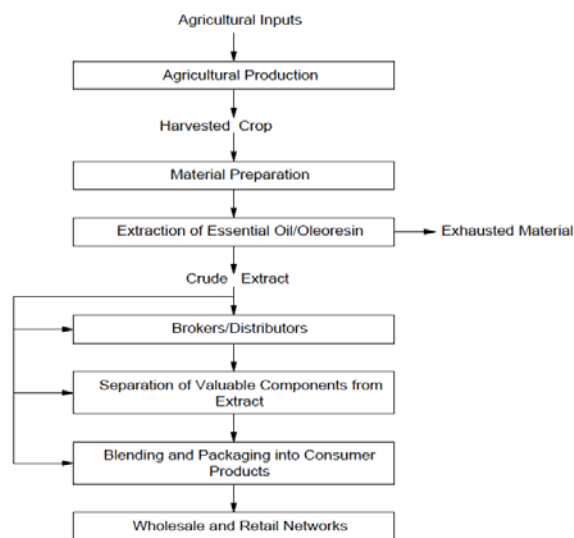 Agricultural Inputs
Agricultural Production
Harvested Crop
Material Preparation
Extraction of Essential Oil/Oleoresin
Exhausted Material
Crude Extract
Brokers/Distributors
Separation of Valuable Components from
Extract
Blending and Packaging into Consumer
Products
Wholesale and Retail Networks